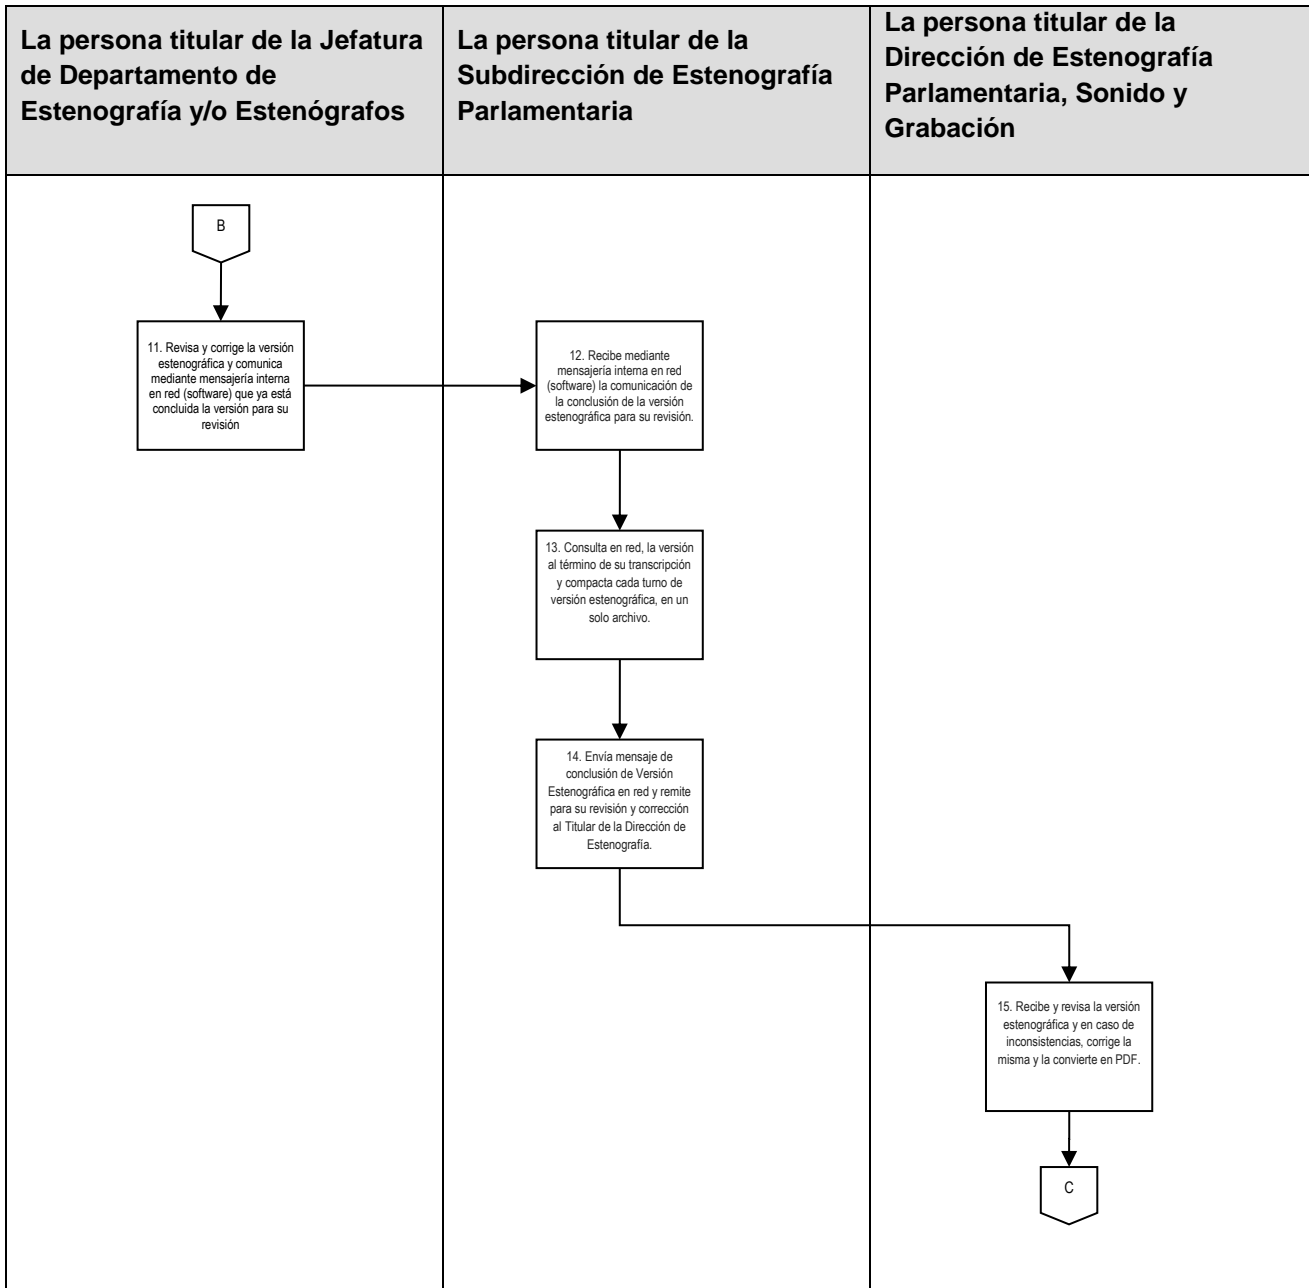 La persona titular de la Jefatura
de Departamento de
Estenografía y/o Estenógrafos
La persona titular de la
Subdirección de Estenografía
Parlamentaria
La persona titular de la
Dirección de Estenografía
Parlamentaria, Sonido y
Grabación
B
11. Revisa y corrige la versión
estenográfica y comunica
mediante mensajería interna
en red (software) que ya está
concluida la versión para su
revisión
12. Recibe mediante
mensajería interna en red
(software) la comunicación de
la conclusión de la versión
estenográfica para su revisión.
13. Consulta en red, la versión
al término de su transcripción
y compacta cada turno de
versión estenográfica, en un
solo archivo.
14. Envía mensaje de
conclusión de Versión
Estenográfica en red y remite
para su revisión y corrección
al Titular de la Dirección de
Estenografía.
15. Recibe y revisa la versión
estenográfica y en caso de
inconsistencias, corrige la
misma y la convierte en PDF.
C